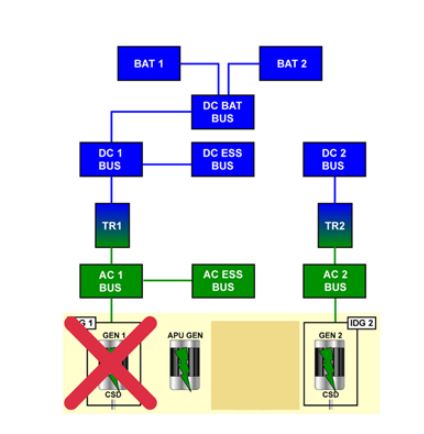 BAT 1
BAT 2
DC BAT
BUS
DC 1
BUS
DC ESS
BUS
DC 2
BUS
TR1
TR2
AC 1
BUS
AC ESS
BUS
AC 2
BUS
G 1
IDG 2
GEN 1
APU GEN
GEN 2
CSD
CSD